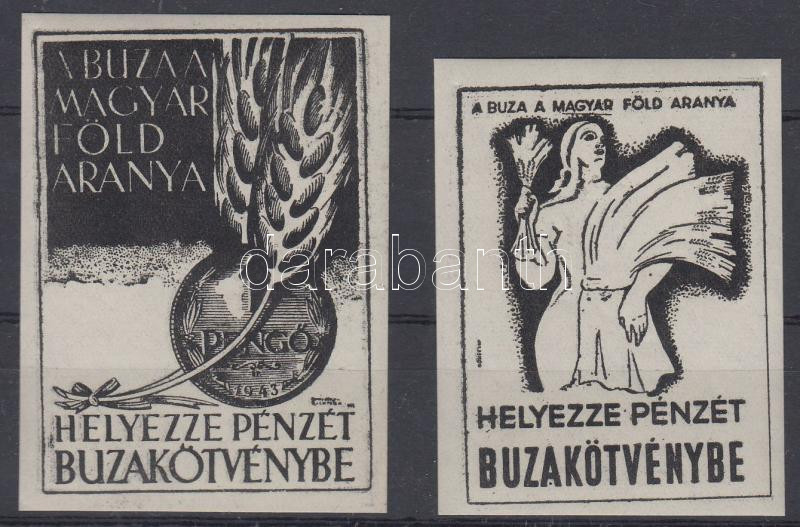 A BUZA A
MAGYAR
FÖLD
ARANYA
PENGŐ
1943
HELYEZZE PÉNZÉT
BUZAKÖTVÉNYBE
A BUZA A MAGYAR FÖLD ARANYA
HELYEZZE PÉNZÉT
BUZAKÖTVÉNYBE
darabanth